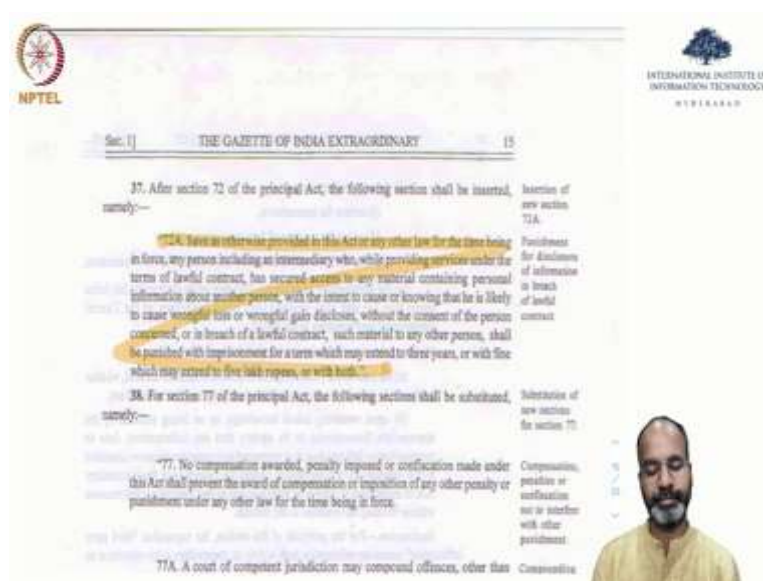 NPTEL
INTERNATIONAL INSTITUTE O
INFORMATION TECHNOLOGY
HYDERABAD
Sec. 1] THE GAZETTE OF INDIA EXTRAORDINARY 15
37. After section 72 of the principal Act, the following section shall be inserted,
namely:—
Insertion of
new section
72A.
"72A. Save as otherwise provided in this Act or any other law for the time being
in force, any person including an intermediary who, while providing services under the
terms of lawful contract, has secured access to any material containing personal
information about another person, with the intent to cause or knowing that he is likely
to cause wrongful loss or wrongful gain discloses, without the consent of the person
concerned, or in breach of a lawful contract, such material to any other person, shall
be punished with imprisonment for a term which may extend to three years, or with fine
which may extend to five lakh rupees, or with both.".
Punishment
for disclosure
of information
in breach
of lawful
contract.
38. For section 77 of the principal Act, the following sections shall be substituted,
namely:—
Substitution of
new sections
for section 77.
"77. No compensation awarded, penalty imposed or confiscation made under
this Act shall prevent the award of compensation or imposition of any other penalty or
punishment under any other law for the time being in force.
Compensation,
penalties or
confiscation
not to interfere
with other
punishment.
77A. A court of competent jurisdiction may compound offences, other than